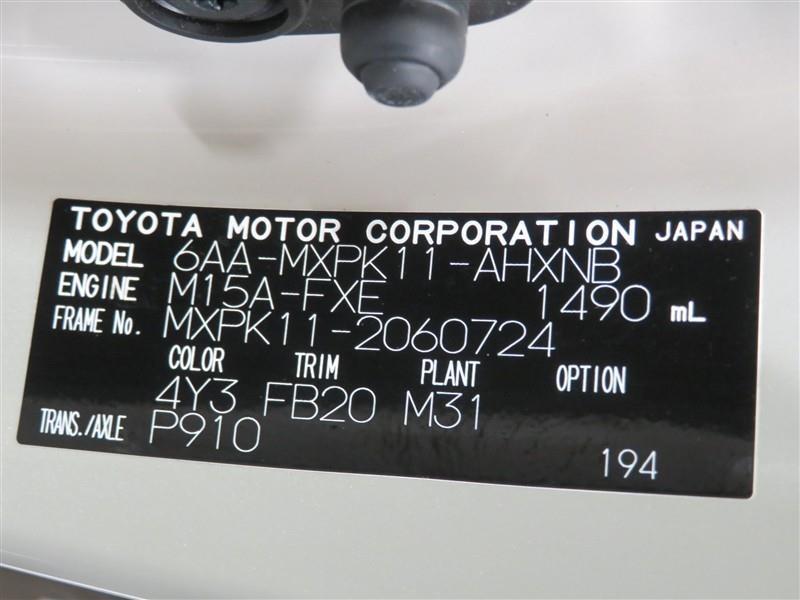 TOYOTA MOTOR CORPORATION JAPAN
MODEL 6AA-MXPK11-AHXNB
ENGINE M15A-FXE 1490 mL
FRAME No. MXPK11-2060724
COLOR TRIM PLANT OPTION
4Y3 FB20 M31
TRANS./AXLE P910 194